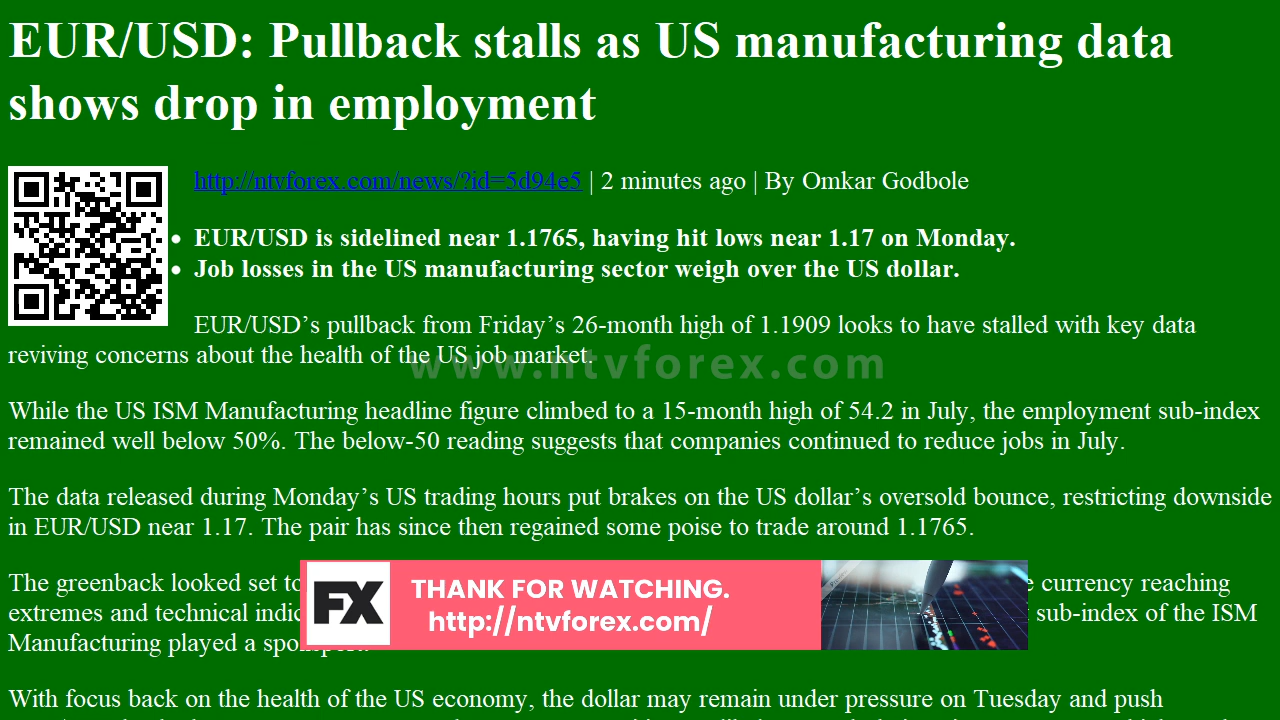 EUR/USD: Pullback stalls as US manufacturing data
shows drop in employment
http://ntvforex.com/news/?id=5d94e5 | 2 minutes ago | By Omkar Godbole
• EUR/USD is sidelined near 1.1765, having hit lows near 1.17 on Monday.
• Job losses in the US manufacturing sector weigh over the US dollar.
EUR/USD’s pullback from Friday’s 26-month high of 1.1909 looks to have stalled with key data
reviving concerns about the health of the US job market.
www.ntvforex.com
While the US ISM Manufacturing headline figure climbed to a 15-month high of 54.2 in July, the employment sub-index
remained well below 50%. The below-50 reading suggests that companies continued to reduce jobs in July.
The data released during Monday’s US trading hours put brakes on the US dollar’s oversold bounce, restricting downside
in EUR/USD near 1.17. The pair has since then regained some poise to trade around 1.1765.
The greenback looked set to currency reaching
extremes and technical sub-index of the ISM
Manufacturing played a
FX
THANK FOR WATCHING.
http://ntvforex.com/
With focus back on the health of the US economy, the dollar may remain under pressure on Tuesday and push